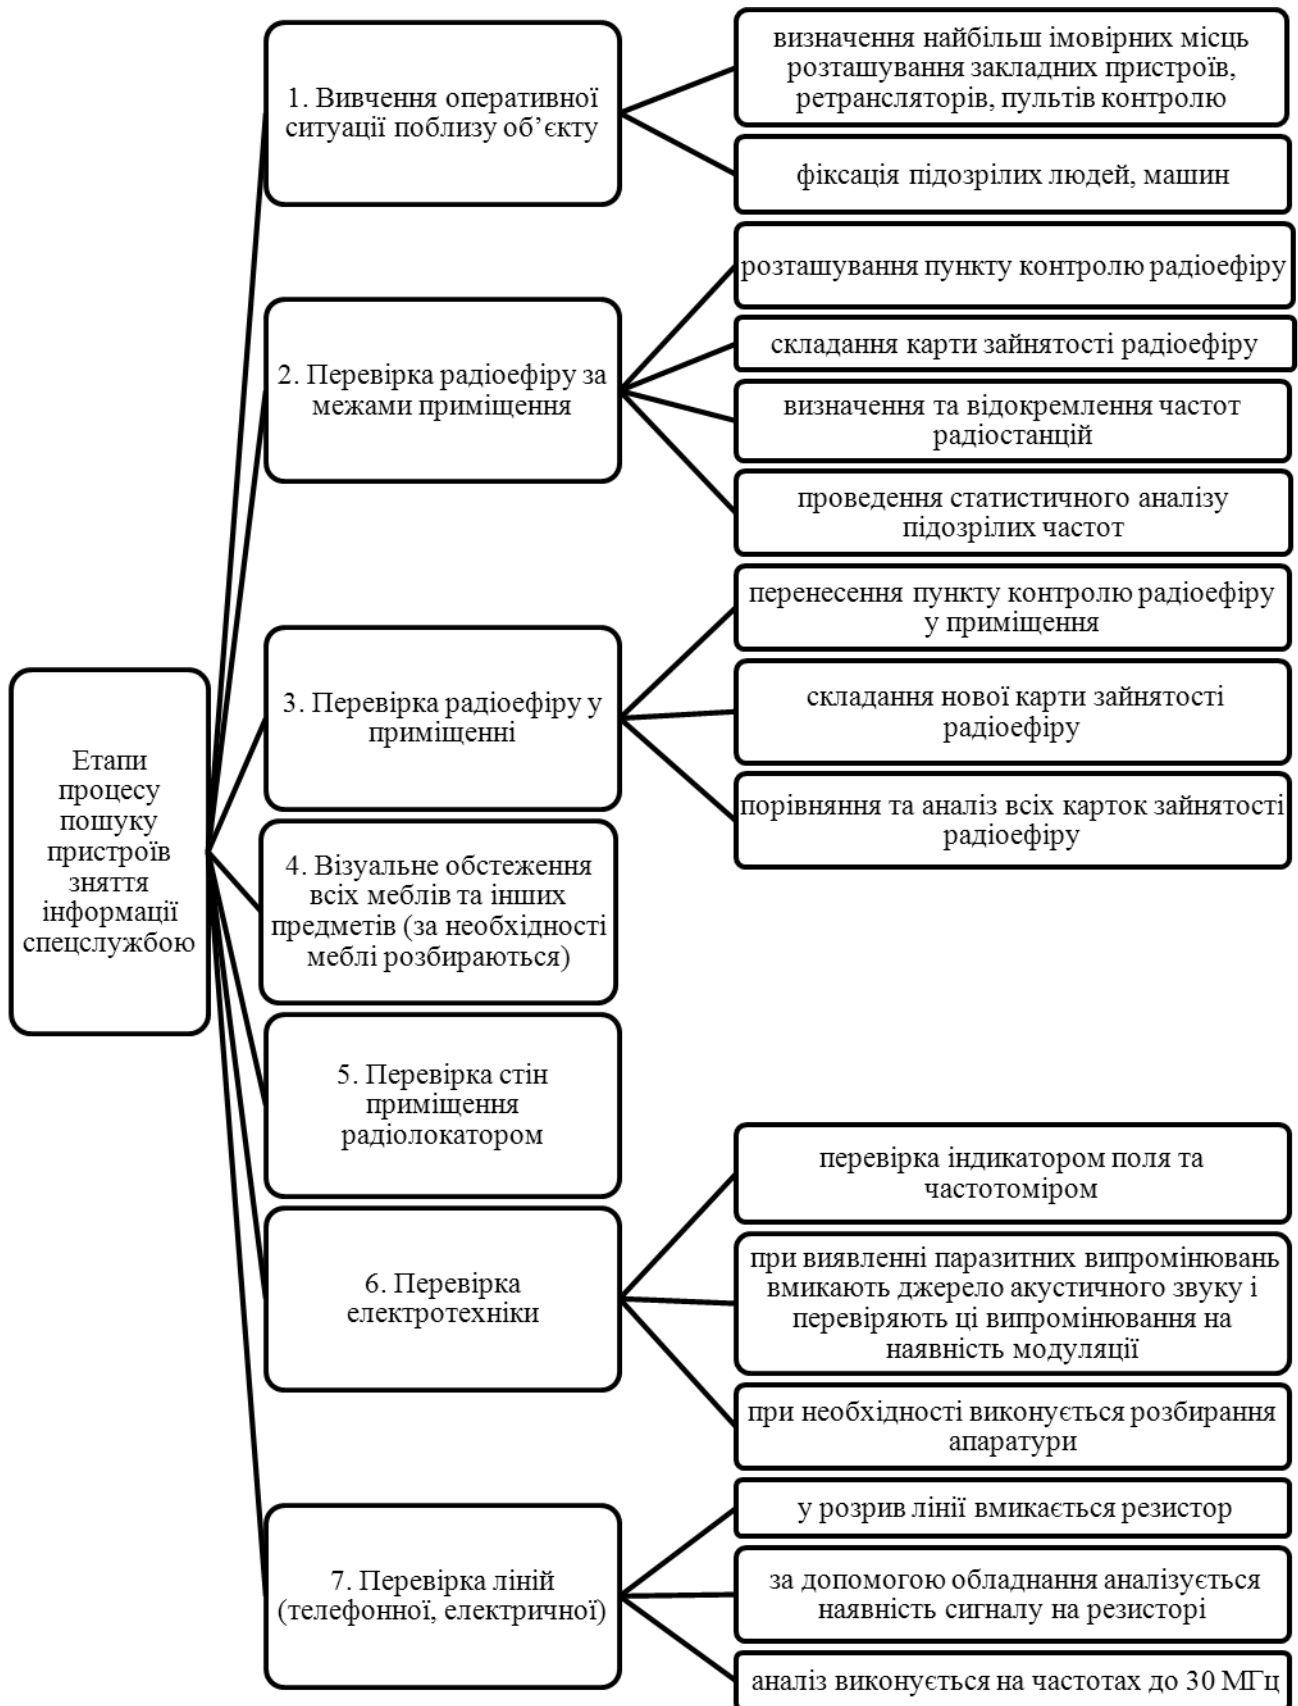 Етапи
процесу
пошуку
пристроїв
зняття
інформації
спецслужбою
1. Вивчення оперативної
ситуації поблизу об’єкту
визначення найбільш імовірних місць
розташування закладних пристроїв,
ретрансляторів, пультів контролю
фіксація підозрілих людей, машин
2. Перевірка радіоефіру за
межами приміщення
розташування пункту контролю радіоефіру
складання карти зайнятості радіоефіру
визначення та відокремлення частот
радіостанцій
проведення статистичного аналізу
підозрілих частот
3. Перевірка радіоефіру у
приміщенні
перенесення пункту контролю радіоефіру
у приміщення
складання нової карти зайнятості
радіоефіру
порівняння та аналіз всіх карток зайнятості
радіоефіру
4. Візуальне обстеження
всіх меблів та інших
предметів (за необхідності
меблі розбираються)
5. Перевірка стін
приміщення
радіолокатором
6. Перевірка
електротехніки
перевірка індикатором поля та
частотоміром
при виявленні паразитних випромінювань
вмикають джерело акустичного звуку і
перевіряють ці випромінювання на
наявність модуляції
при необхідності виконується розбирання
апаратури
7. Перевірка ліній
(телефонної, електричної)
у розрив лінії вмикається резистор
за допомогою обладнання аналізується
наявність сигналу на резисторі
аналіз виконується на частотах до 30 МГц